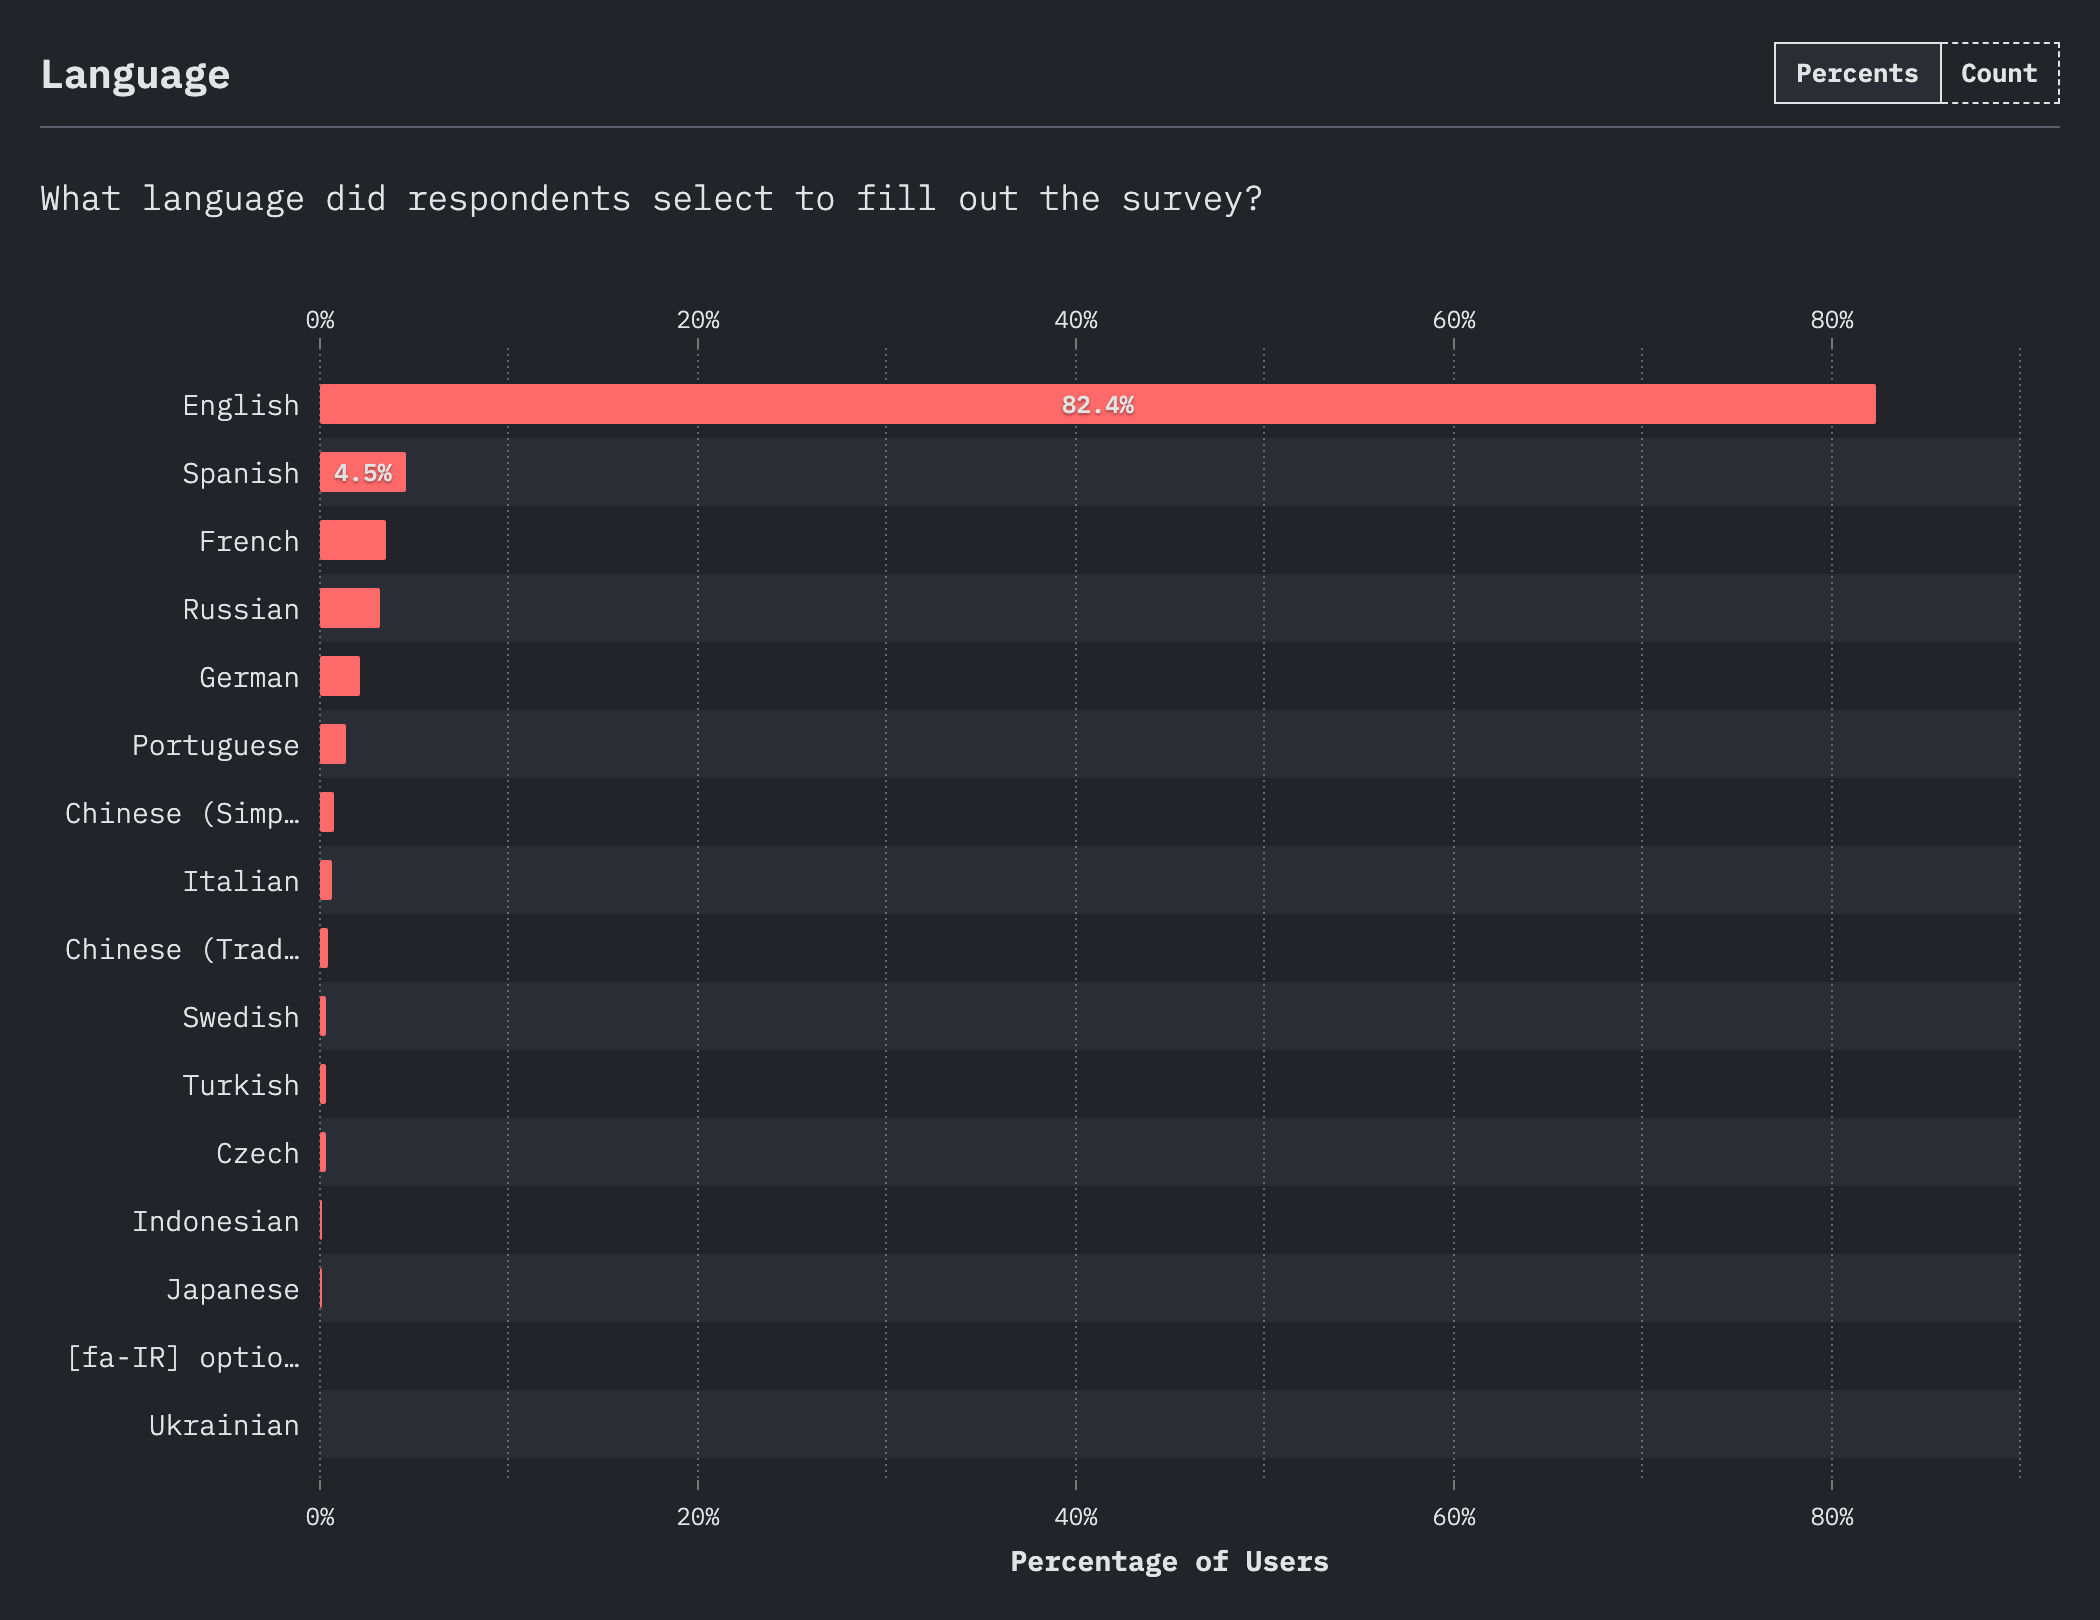 Language
Percents Count
What language did respondents select to fill out the survey?
0% 20% 40% 60% 80%
English 82.4%
Spanish 4.5%
French
Russian
German
Portuguese
Chinese (Simp…
Italian
Chinese (Trad…
Swedish
Turkish
Czech
Indonesian
Japanese
[fa-IR] optio…
Ukrainian
0% 20% 40% 60% 80%
Percentage of Users